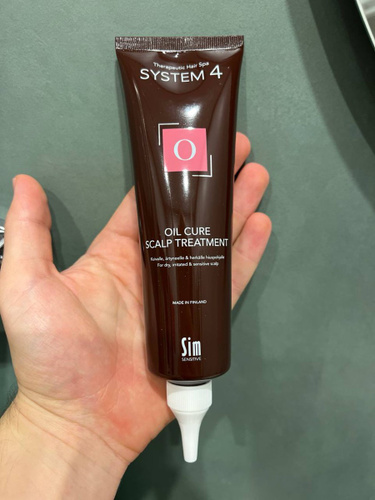 Therapeutic Hair Spa
SYSTEM 4
O
OIL CURE
SCALP TREATMENT
Kuivalle, ärtyneelle & herkälle hiuspohjalle
For dry, irritated & sensitive scalp
MADE IN FINLAND
Sim
SENSITIVE